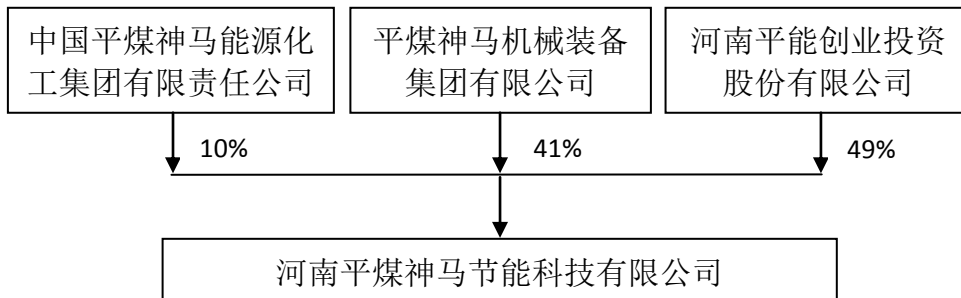 中国平煤神马能源化
工集团有限责任公司
平煤神马机械装备
集团有限公司
河南平能创业投资
股份有限公司
10%
41%
49%
河南平煤神马节能科技有限公司